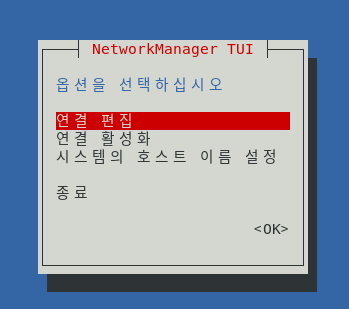 NetworkManager TUI
옵션을 선택하십시오
연결 편집
연결 활성화
시스템의 호스트 이름 설정
종료
<OK>